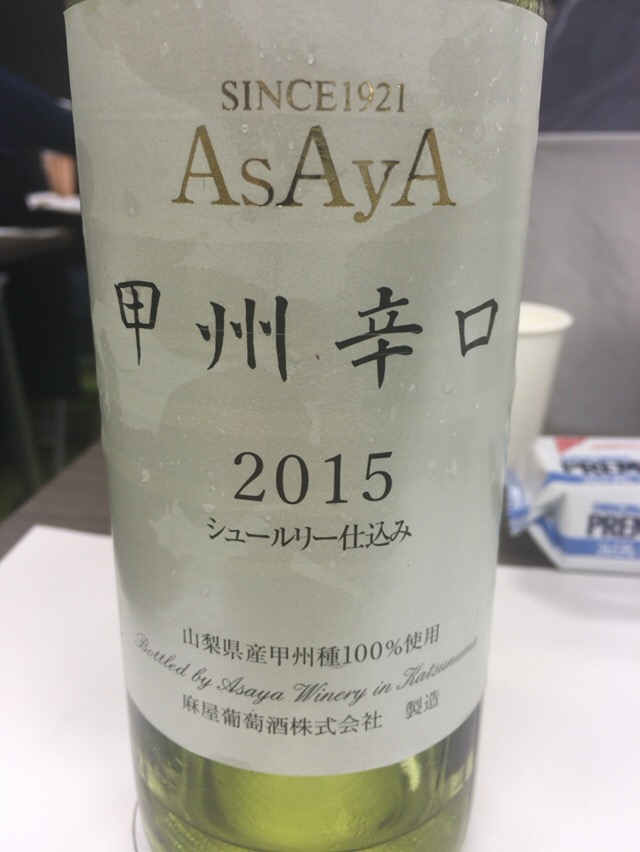 SINCE1921
AsAyA
甲州辛口
2015
シュールリー仕込み
山梨県産甲州種100%使用
Bottled by Asaya Winery in Katsunuma
麻屋葡萄酒株式会社 製造
PREM
PREM